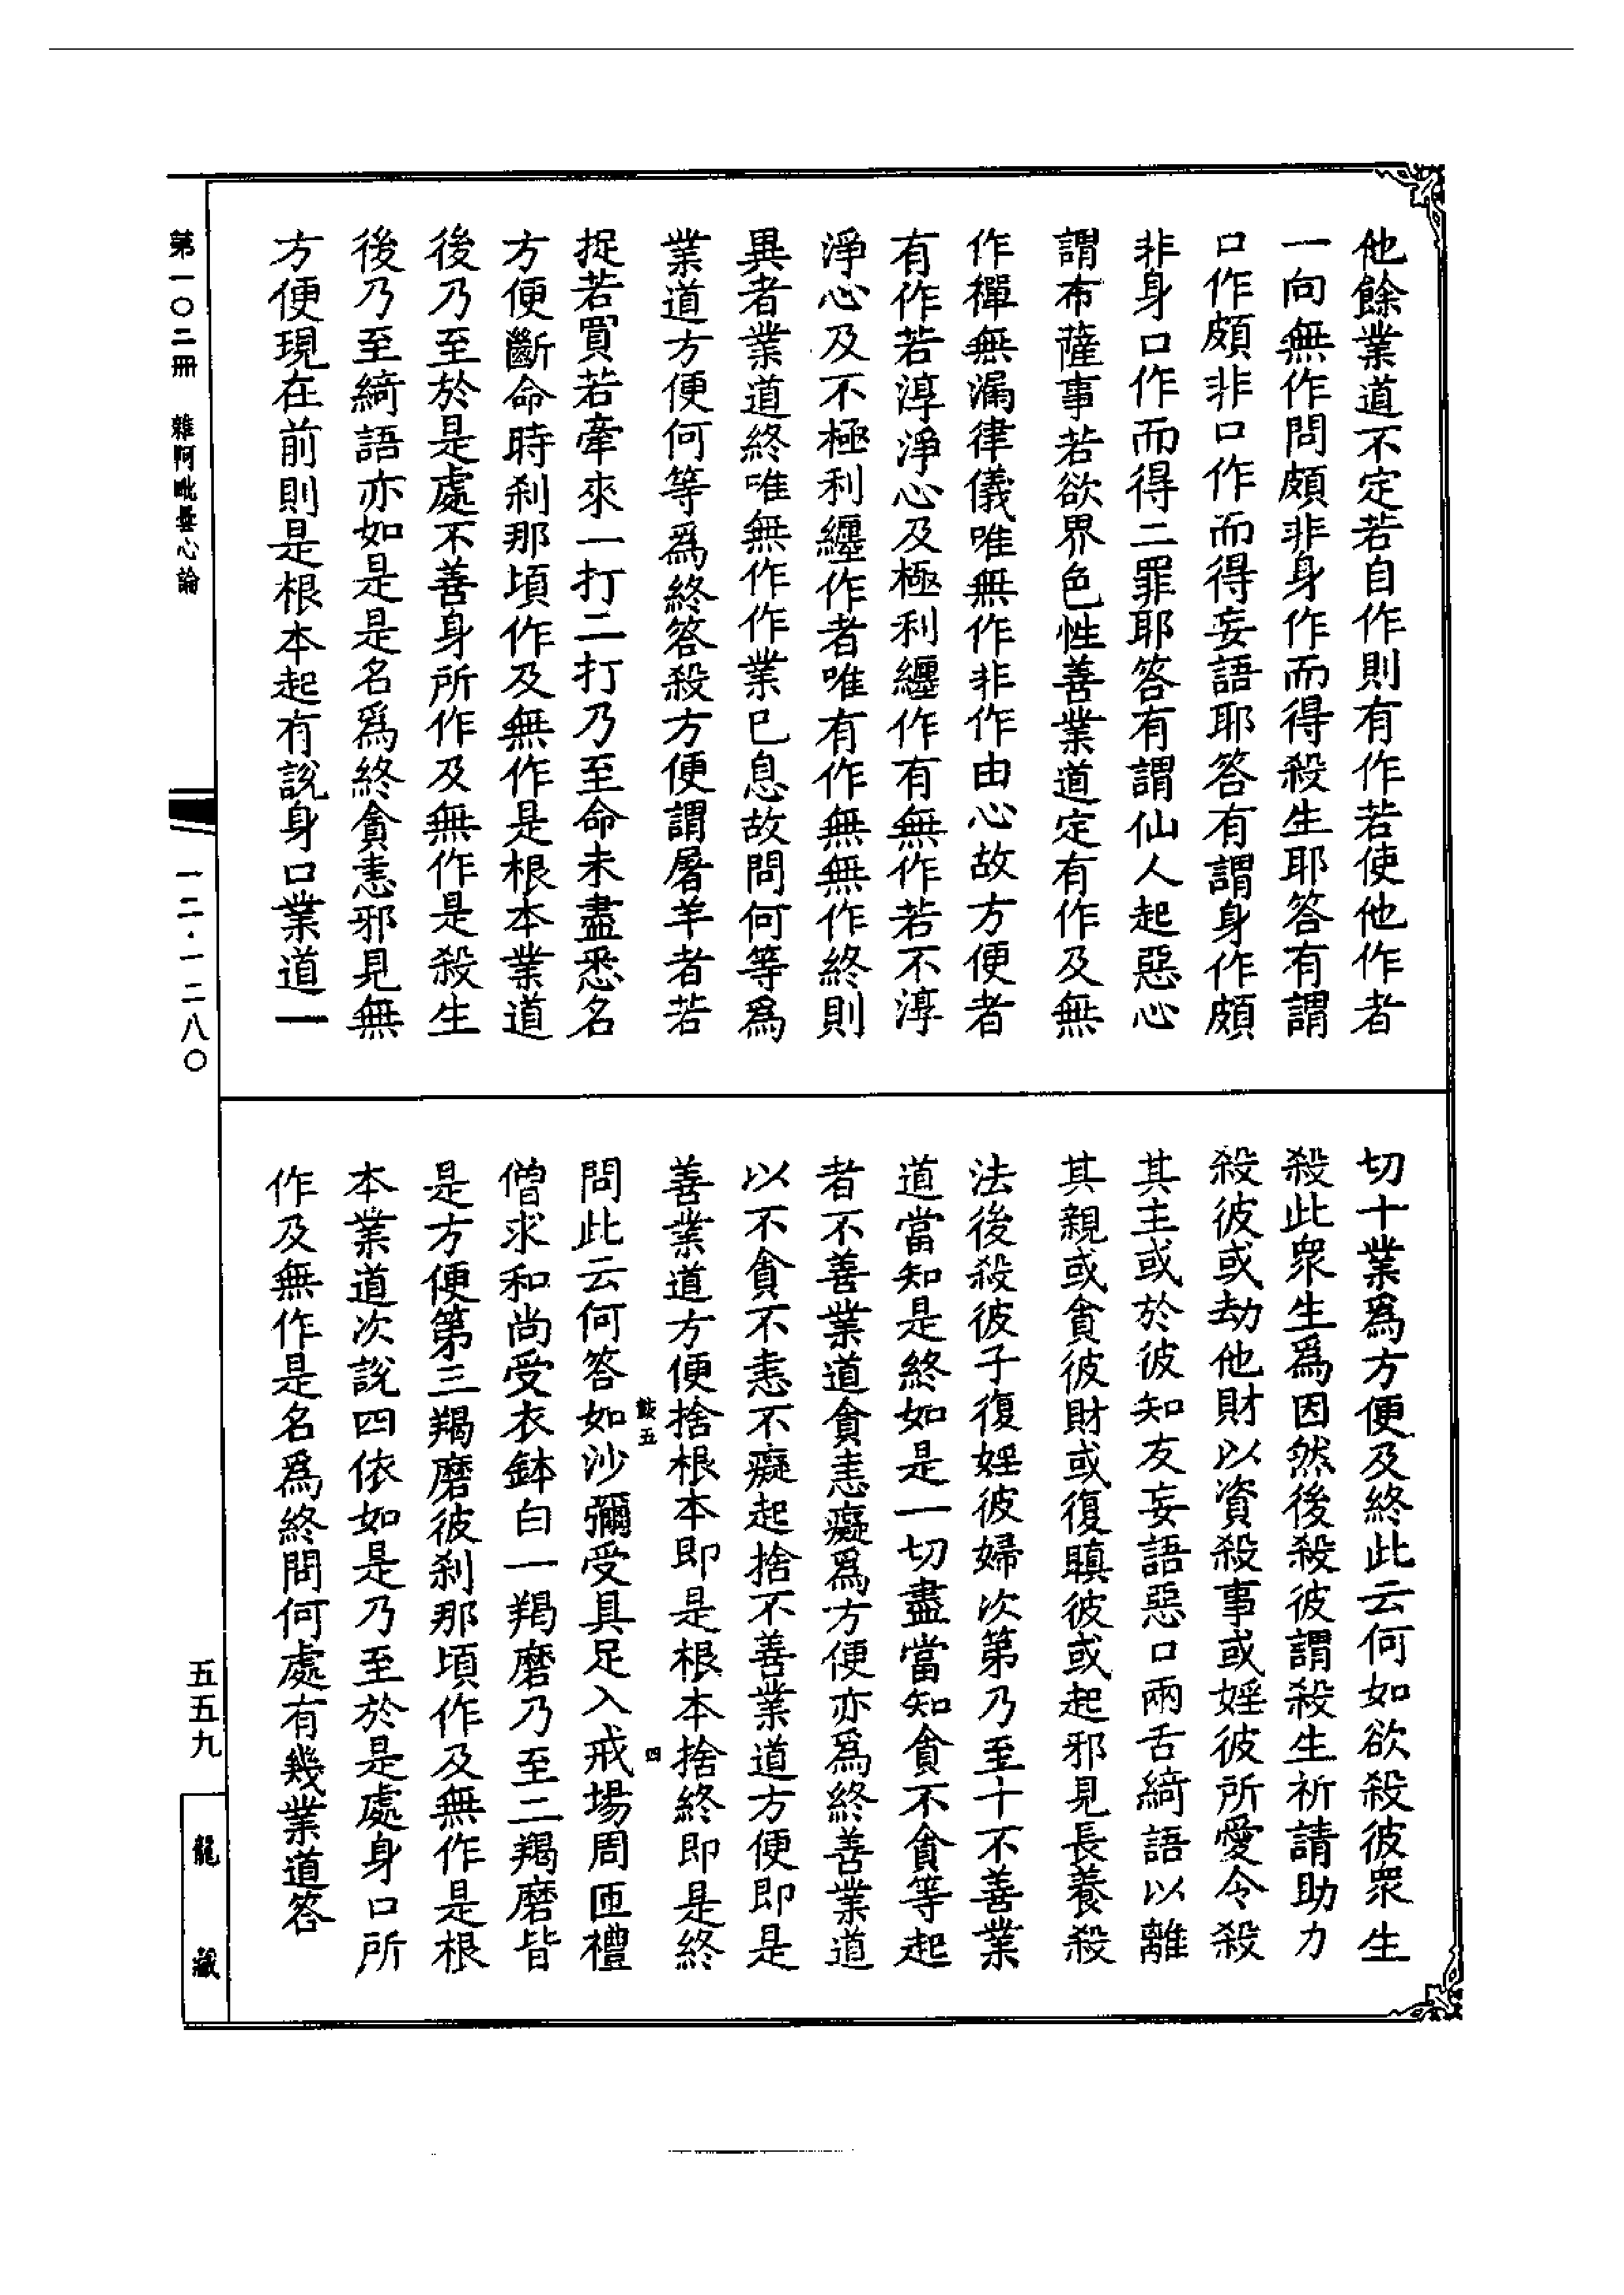 他餘業道不定若自作則有作若使他作者
一向無作問頗非身作而得殺生耶答有謂
口作頗非口作而得妄語耶答有謂身作頗
非身口作而得二罪耶答有謂仙人起惡心
謂布薩事若欲界色性善業道定有作及無
作禪無漏律儀唯無作非作由心故方便者
有作若淳淨心及極利纏作有無作若不淳
淨心及不極利纏作者唯有作無無作終則
異者業道終唯無作作業已息故問何等為
業道方便何等爲終答殺方便謂屠羊者若
捉若買若牽來一打二打乃至命未盡悉名
方便斷命時刹那頃作及無作是根本業道
後乃至於是處不善身所作及無作是殺生
後乃至綺語亦如是是名爲終貪恚邪見無
方便現在前則是根本起有說身口業道一
切十業爲方便及終此云何如欲殺彼衆生
殺此衆生爲因然後殺彼謂殺生祈請助力
殺彼或劫他財以資殺事或婬彼所愛令殺
其主或於彼知友妄語惡口兩舌綺語以離
其親或貪彼財或復瞋彼或起邪見長養殺
法後殺彼子復婬彼婦次第乃至十不善業
道當知是終如是一切盡當知貪不貪等起
者不善業道貪恚癡爲方便亦爲終善業道
以不貪不恚不癡起捨不善業道方便即是
善業道方便捨根本即是根本捨終即是終
鼓五 四
問此云何答如沙彌受具足入戒場周匝禮
僧求和尚受衣鉢白一羯磨乃至二羯磨皆
是方便第三羯磨彼刹那頃作及無作是根
本業道次說四依如是乃至於是處身口所
作及無作是名爲終問何處有幾業道答
第一〇二冊 雜阿毗曇心論
一二·一二八〇
五五九
龍藏